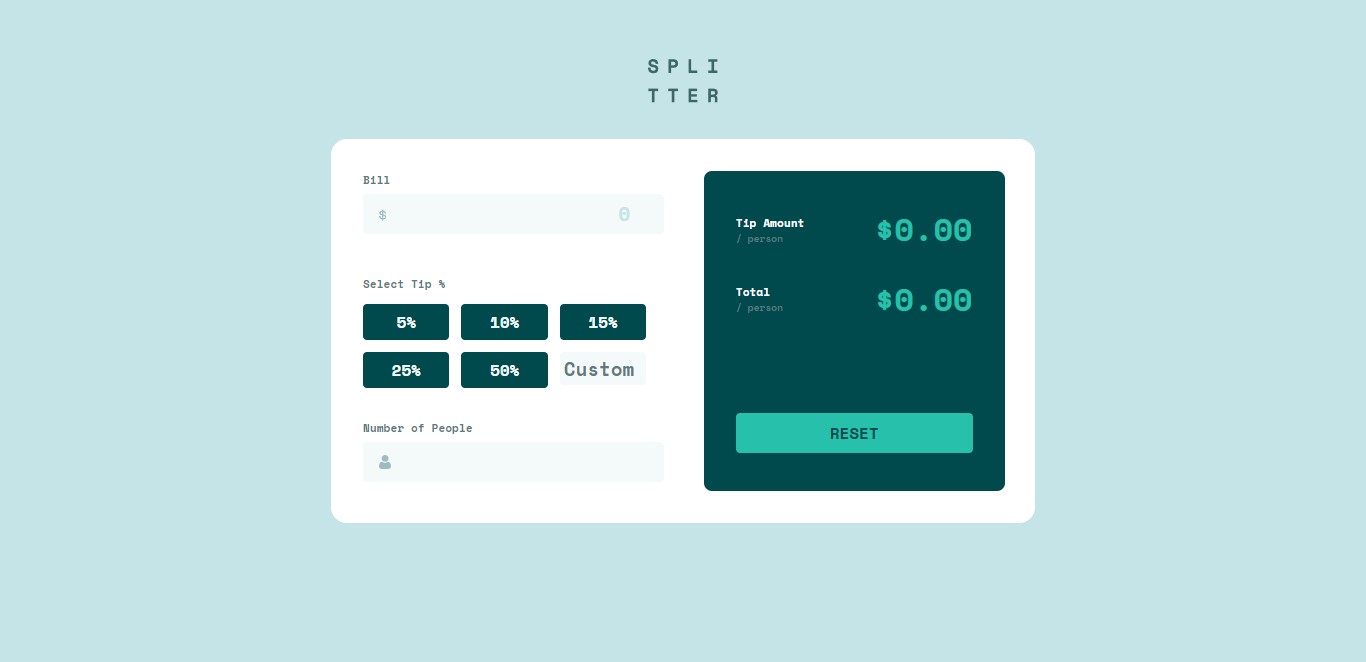 SPLI
TTER
Bill
$ 0
Select Tip %
5% 10% 15%
25% 50% Custom
Number of People
Tip Amount $0.00
/ person
Total $0.00
/ person
RESET